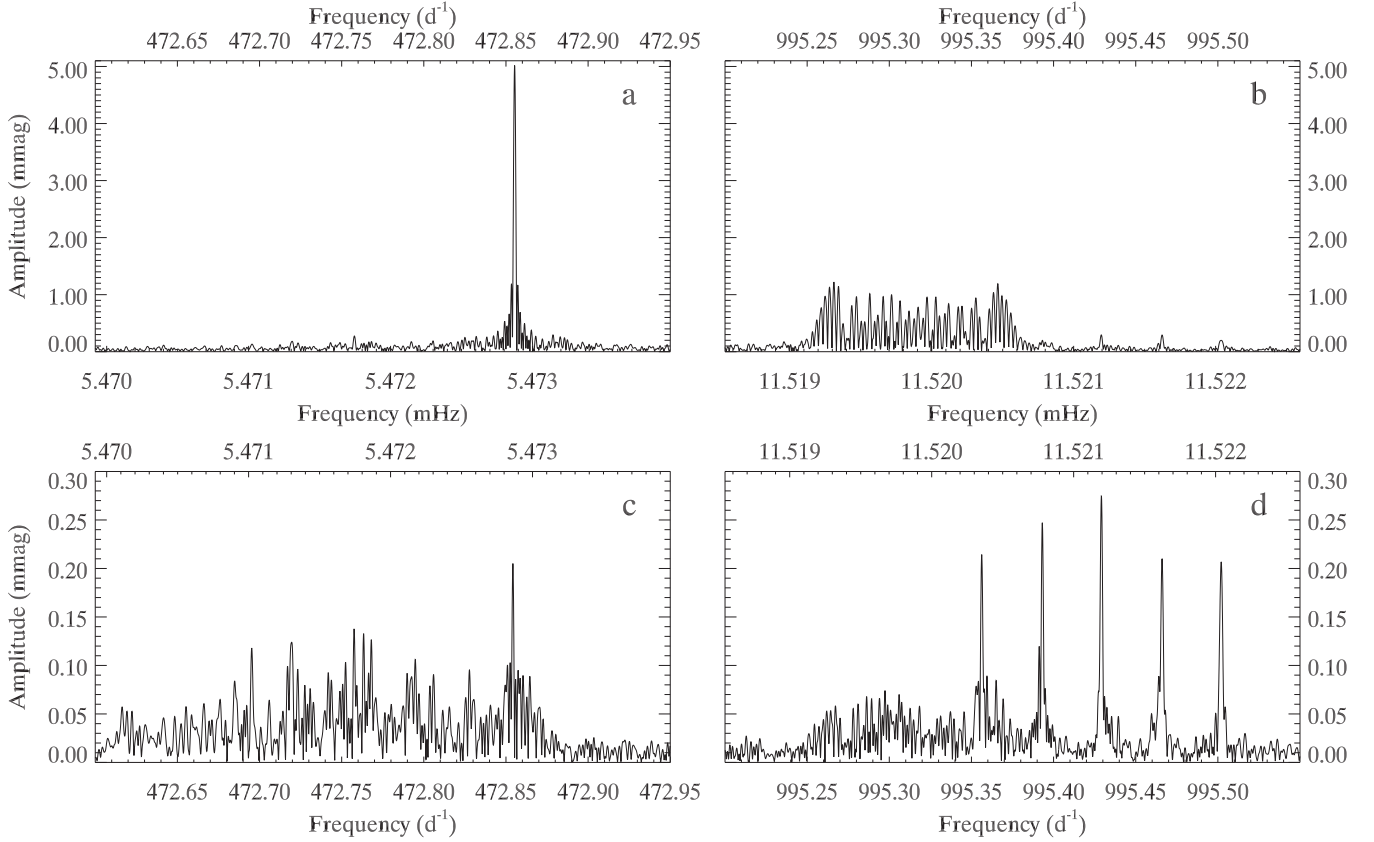 Frequency (d-1) Frequency (d-1)
472.65 472.70 472.75 472.80 472.85 472.90 472.95 995.25 995.30 995.35 995.40 995.45 995.50
5.00 a b 5.00
4.00 4.00
3.00 3.00
2.00 2.00
1.00 1.00
0.00 0.00
Amplitude (mmag)
5.470 5.471 5.472 5.473 11.519 11.520 11.521 11.522
Frequency (mHz) Frequency (mHz)
5.470 5.471 5.472 5.473 11.519 11.520 11.521 11.522
0.30 c d 0.30
0.25 0.25
0.20 0.20
0.15 0.15
0.10 0.10
0.05 0.05
0.00 0.00
Amplitude (mmag)
472.65 472.70 472.75 472.80 472.85 472.90 472.95 995.25 995.30 995.35 995.40 995.45 995.50
Frequency (d-1) Frequency (d-1)